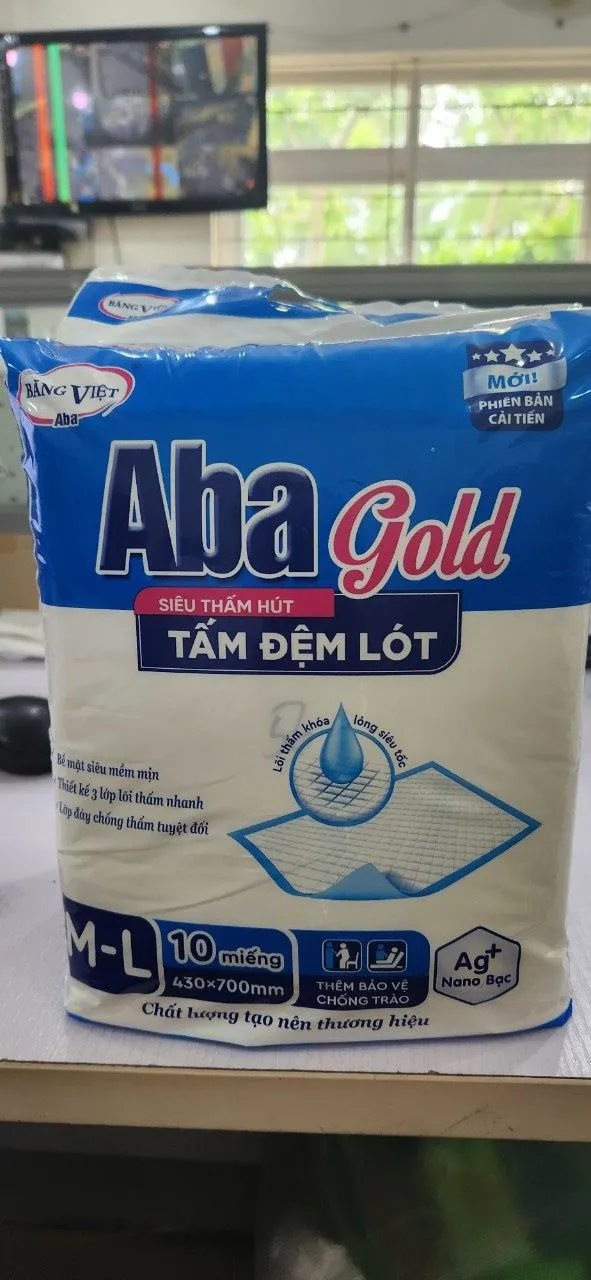 BĂNG VIỆT
BĂNG VIỆT
Aba
MỚI!
PHIÊN BẢN
CẢI TIẾN
Aba Gold
SIÊU THẤM HÚT
TẤM ĐỆM LÓT
Lõi thấm khóa lỏng siêu tốc
Bề mặt siêu mềm mịn
Thiết kế 3 lớp lõi thấm nhanh
Lớp đáy chống thấm tuyệt đối
M-L
10 miếng
430×700mm
THÊM BẢO VỆ
CHỐNG TRÀO
Ag+
Nano Bạc
Chất lượng tạo nên thương hiệu